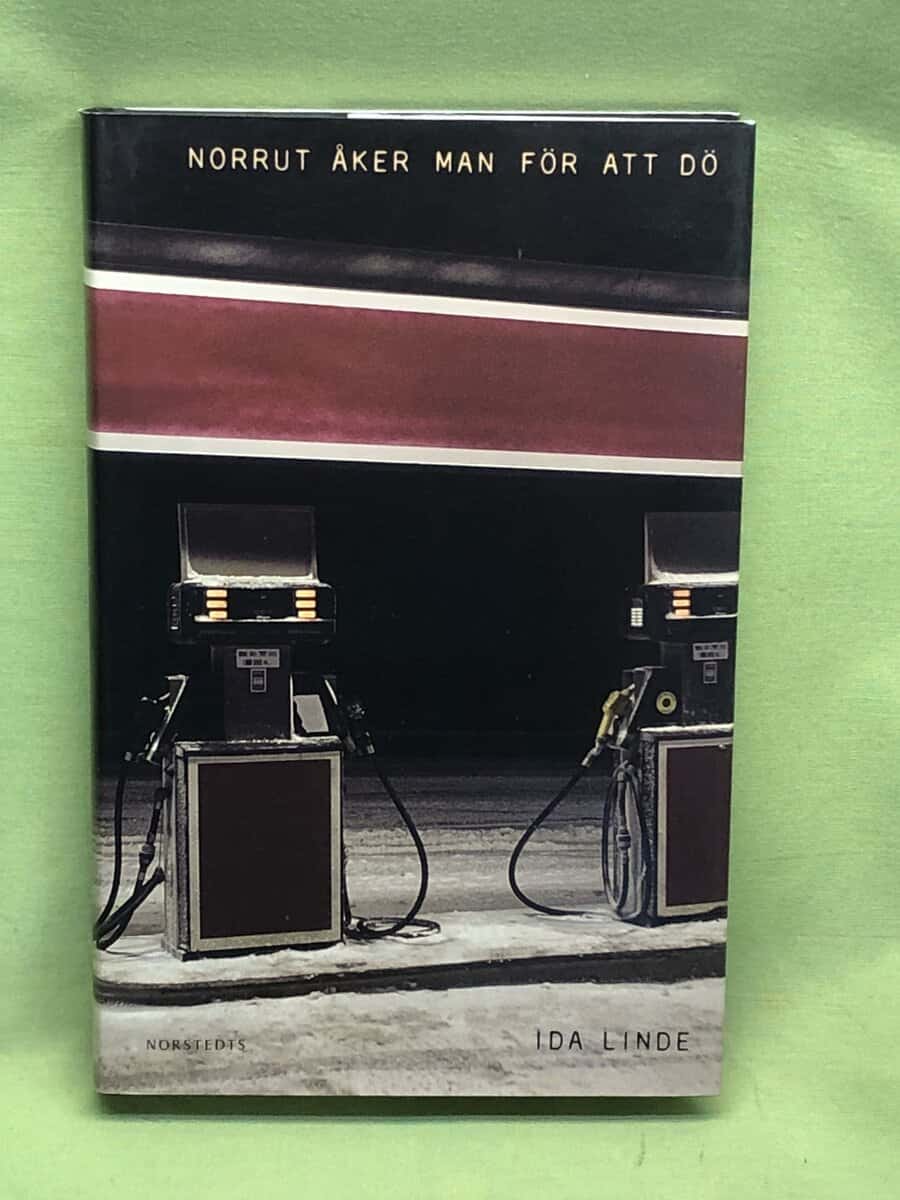 NORRUT ÅKER MAN FÖR ATT DÖ
NORSTEDTS
IDA LINDE